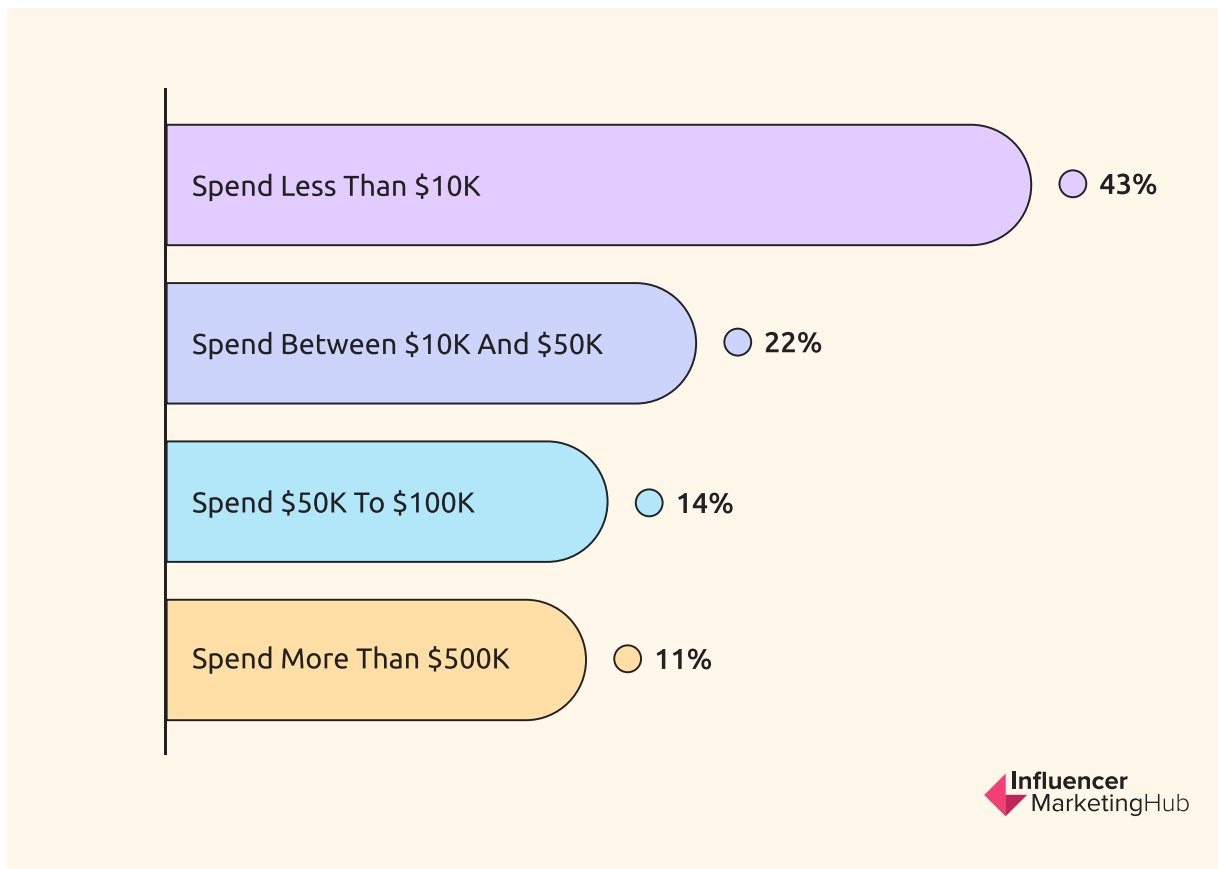 Spend Less Than $10K
43%
Spend Between $10K And $50K
22%
Spend $50K To $100K
14%
Spend More Than $500K
11%
Influencer
MarketingHub